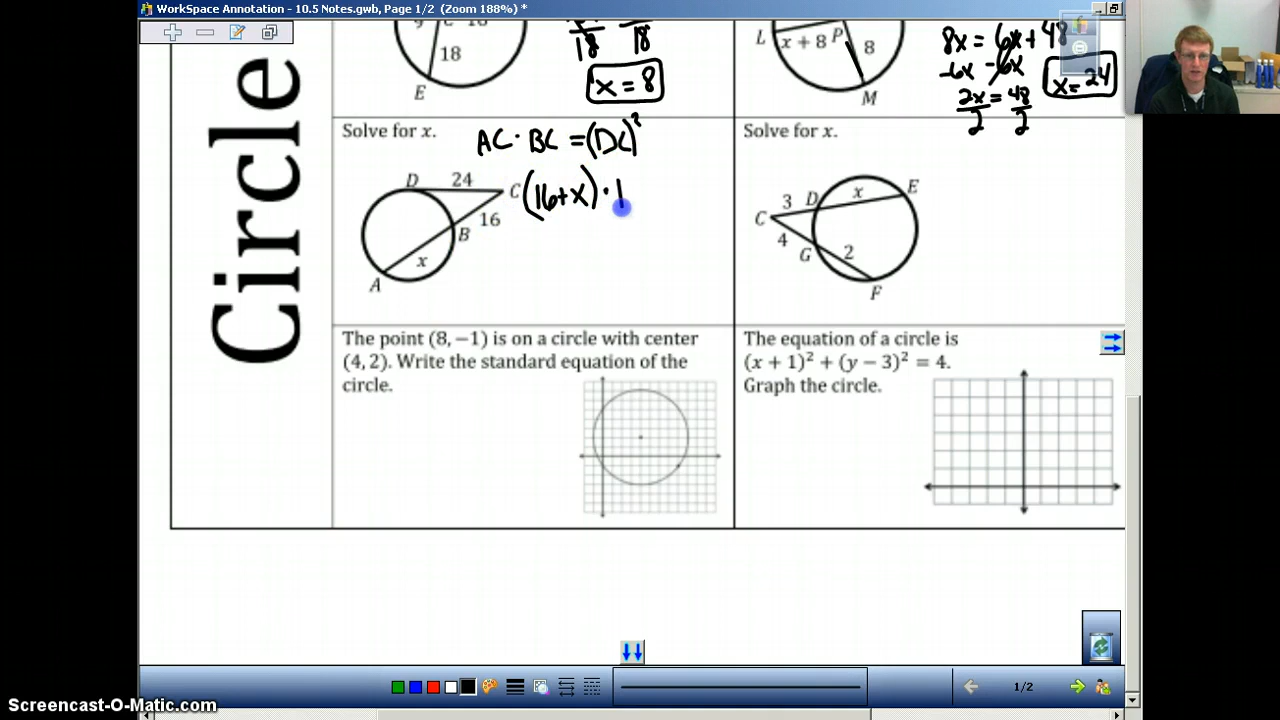 WorkSpace Annotation - 10.5 Notes.gwb, Page 1/2 (Zoom 188%) *
Circle
9
18
E
18
18
x = 8
L
x + 8
P
8
M
8x = 6x + 48
-6x -6x
2x = 48
2 2
x = 24
Solve for x.
AC · BC = (DC)²
D
24
C
16
B
x
A
(16+x) · 1
Solve for x.
C
3
D
x
E
4
G
2
F
The point (8, −1) is on a circle with center
(4, 2). Write the standard equation of the
circle.
The equation of a circle is
(x + 1)² + (y − 3)² = 4.
Graph the circle.
1/2
Screencast-O-Matic.com